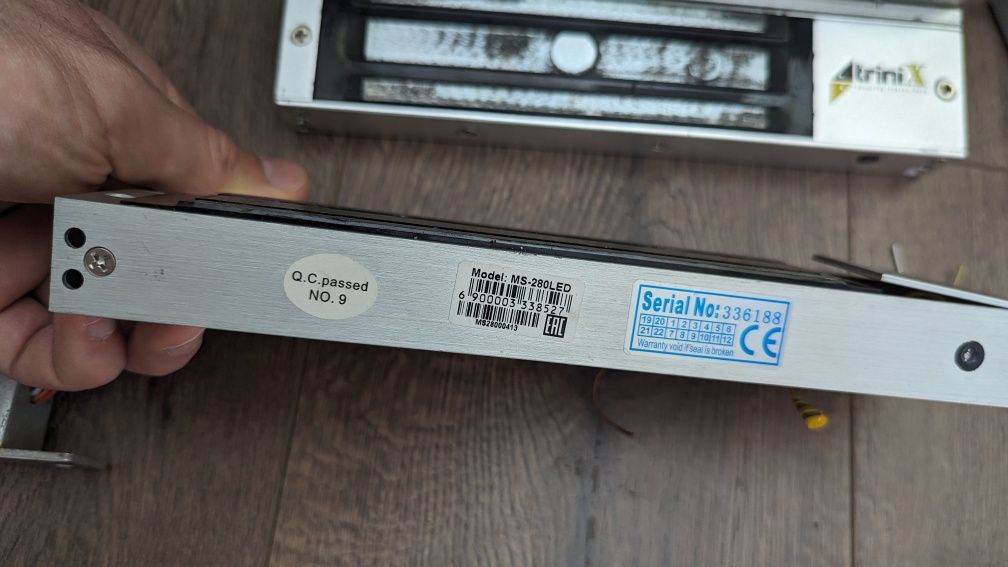 triniX
Q.C.passed
NO. 9
Model: MS-280LED
6 900003 338527
MS28000413
EAC
Serial No: 336188
19 20 1 2 3 4 5 6
21 22 7 8 9 10 11 12
Warranty void if seal is broken
CE